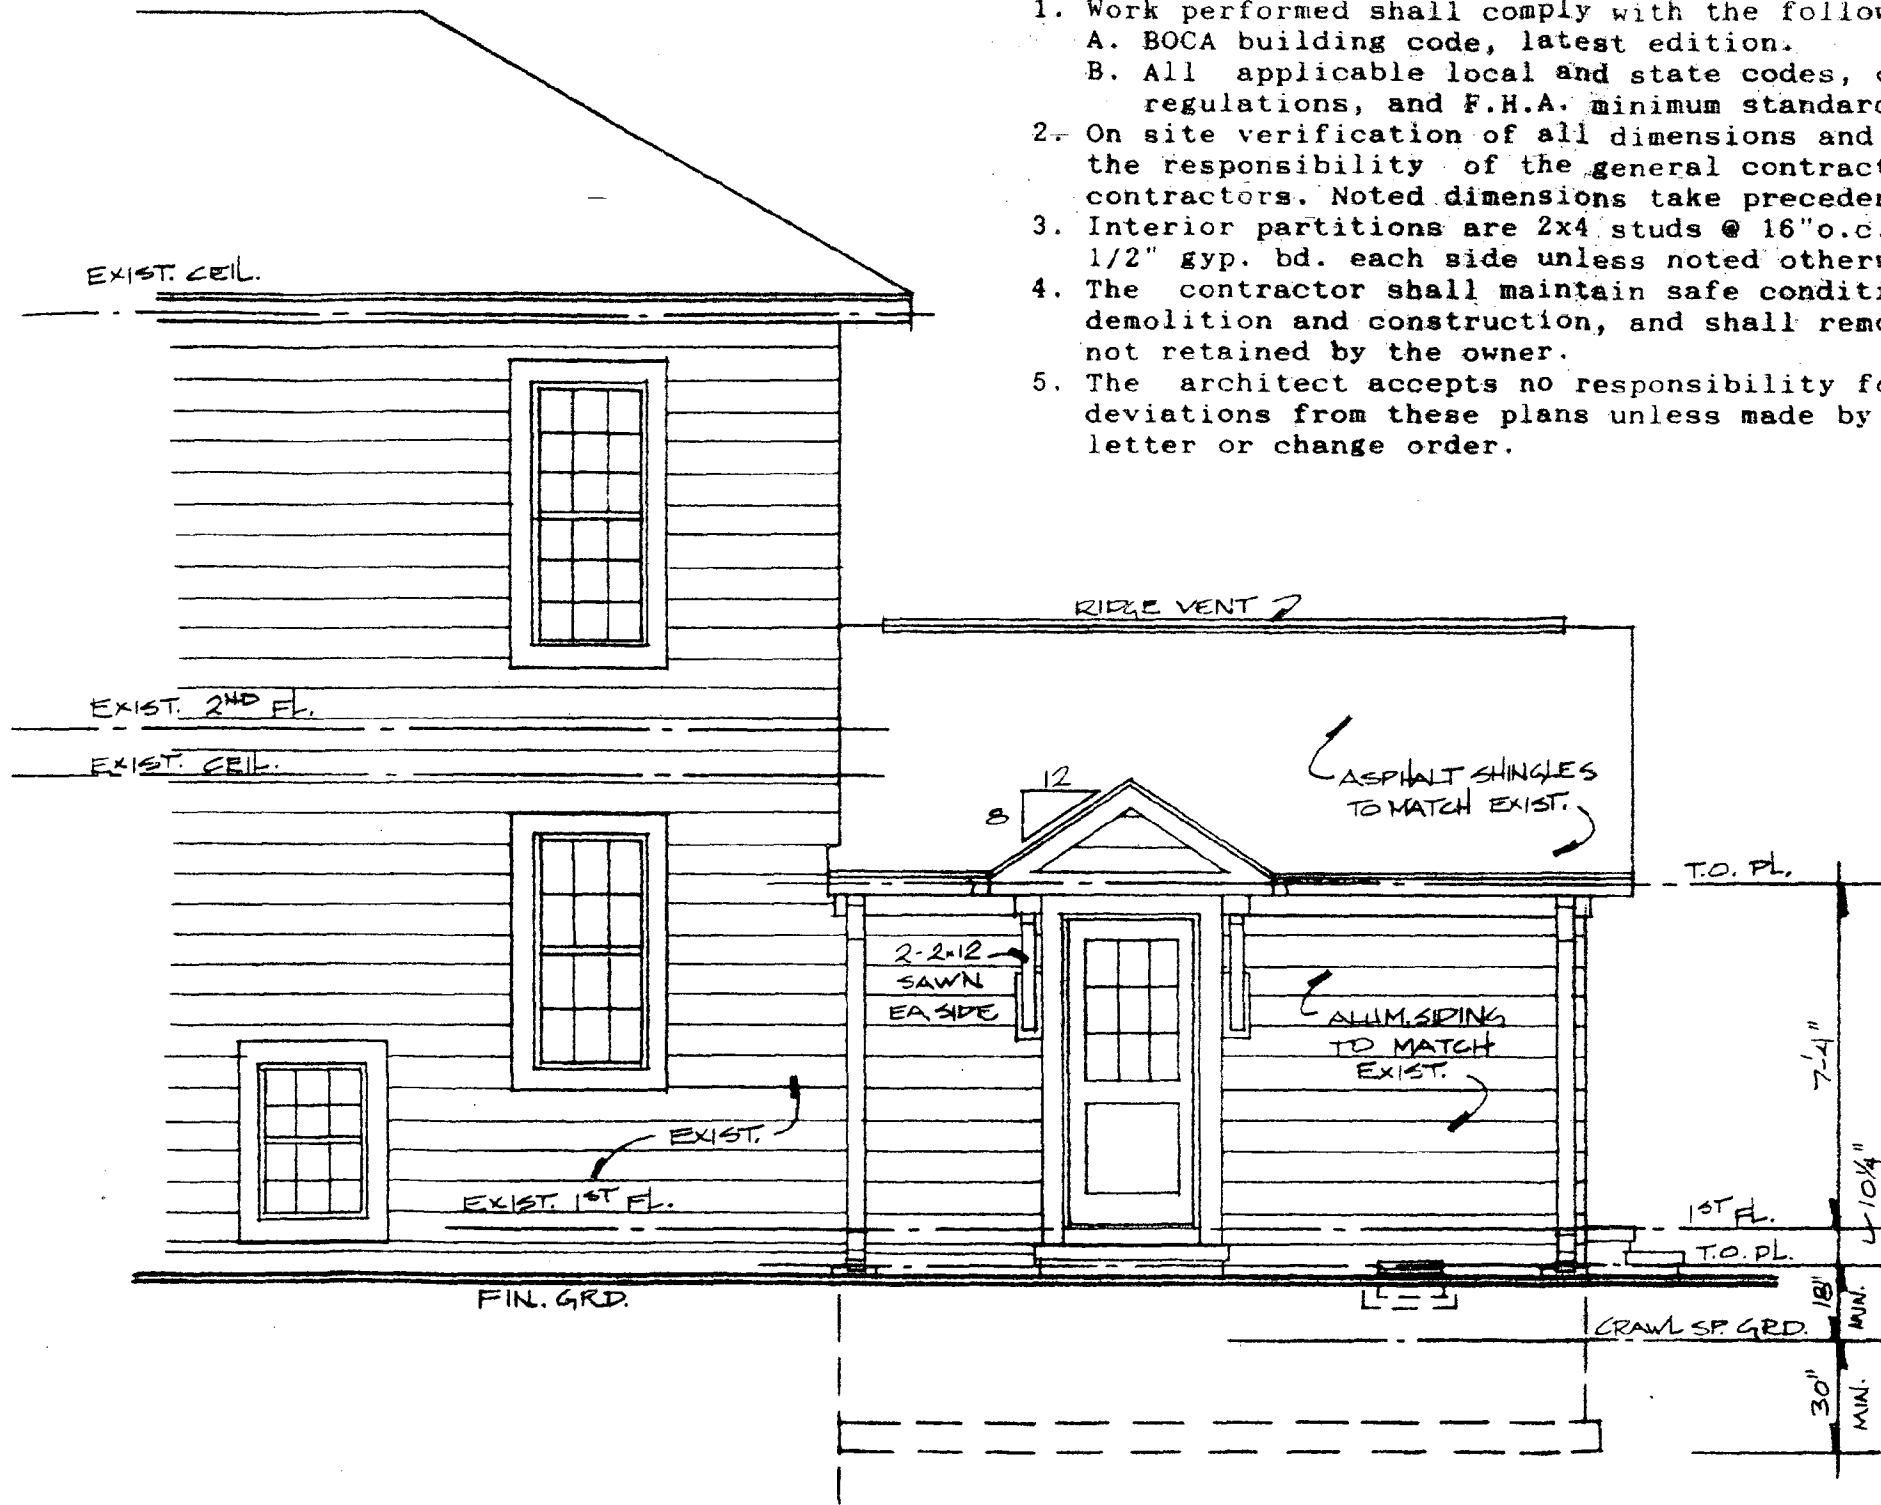 1. Work performed shall comply with the follow
A. BOCA building code, latest edition.
B. All applicable local and state codes,
regulations, and F.H.A. minimum standard
2. On site verification of all dimensions and
the responsibility of the general contract
contractors. Noted dimensions take preceden
3. Interior partitions are 2x4 studs @ 16"o.c.
1/2" gyp. bd. each side unless noted otherw
4. The contractor shall maintain safe conditi
demolition and construction, and shall remo
not retained by the owner.
5. The architect accepts no responsibility fo
deviations from these plans unless made by
letter or change order.
EXIST. CEIL.
RIDGE VENT
EXIST. 2ND FL.
EXIST. CEIL.
ASPHALT SHINGLES
TO MATCH EXIST.
12
8
T.O. PL.
2-2x12
SAWN
EA. SIDE
ALUM. SIDING
TO MATCH
EXIST.
7'-4"
EXIST.
EXIST. 1ST FL.
1ST FL.
10 1/4"
T.O. PL.
FIN. GRD.
18"
MIN.
CRAWL SP. GRD.
30"
MIN.